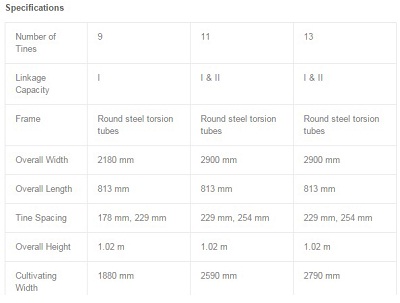 Specifications
Number of Tines 9 11 13
Linkage Capacity I I & II I & II
Frame Round steel torsion tubes Round steel torsion tubes Round steel torsion tubes
Overall Width 2180 mm 2900 mm 2900 mm
Overall Length 813 mm 813 mm 813 mm
Tine Spacing 178 mm, 229 mm 229 mm, 254 mm 229 mm, 254 mm
Overall Height 1.02 m 1.02 m 1.02 m
Cultivating Width 1880 mm 2590 mm 2790 mm